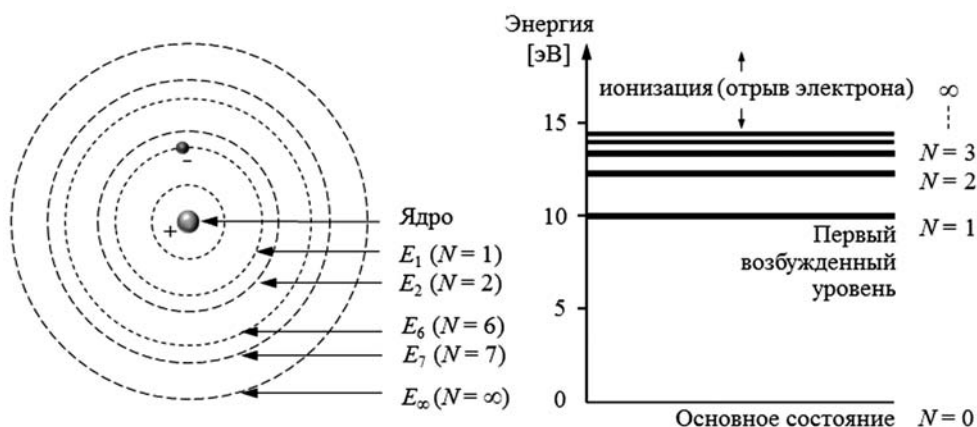 +
-
Ядро
E₁ (N = 1)
E₂ (N = 2)
E₆ (N = 6)
E₇ (N = 7)
E∞ (N = ∞)
Энергия
[эВ]
ионизация (отрыв электрона) ∞
15
N = 3
N = 2
10
N = 1
Первый
возбужденный
уровень
5
0
Основное состояние N = 0